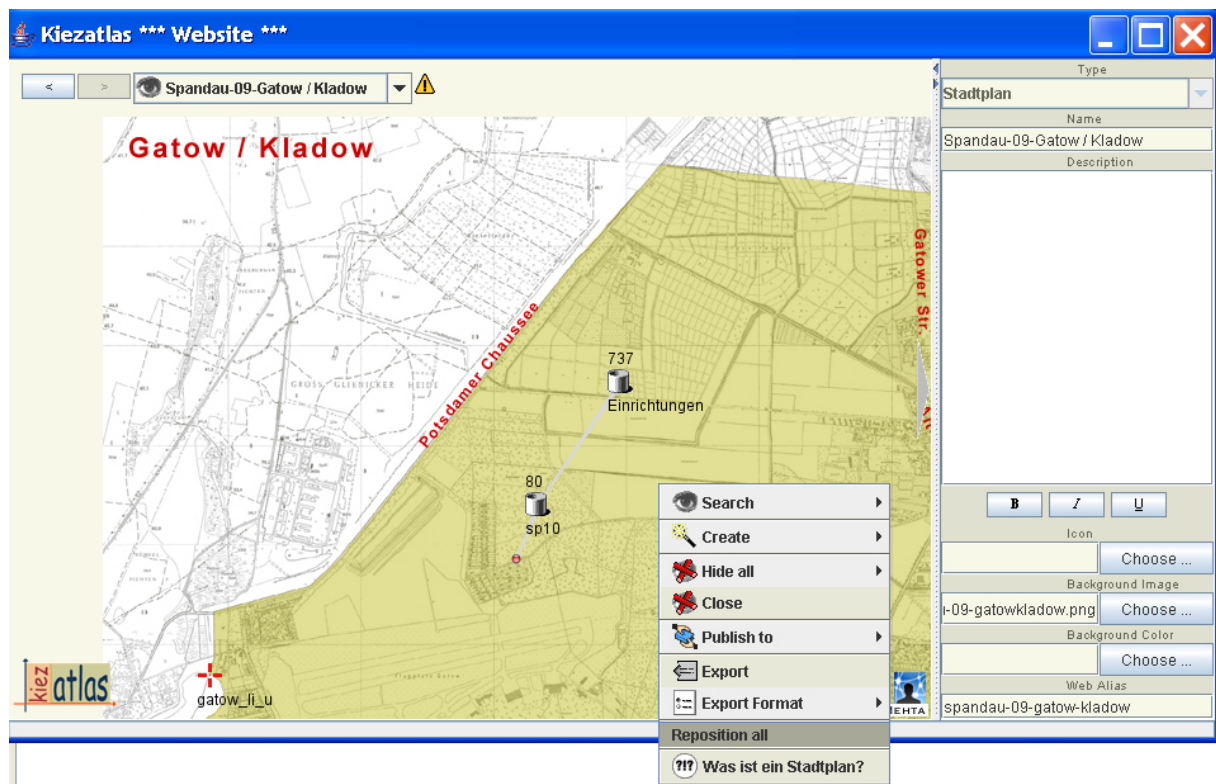 Kiezatlas *** Website ***
<
>
Spandau-09-Gatow / Kladow
Gatow / Kladow
Potsdamer Chaussee
Gatower Str.
GROSS GLIENICKER HEIDE
737
Einrichtungen
80
sp10
gatow_li_u
kiez
atlas
Search
Create
Hide all
Close
Publish to
Export
Export Format
Reposition all
?!? Was ist ein Stadtplan?
Type
Stadtplan
Name
Spandau-09-Gatow / Kladow
Description
B
I
U
Icon
Choose ...
Background Image
-09-gatowkladow.png
Choose ...
Background Color
Choose ...
Web Alias
spandau-09-gatow-kladow